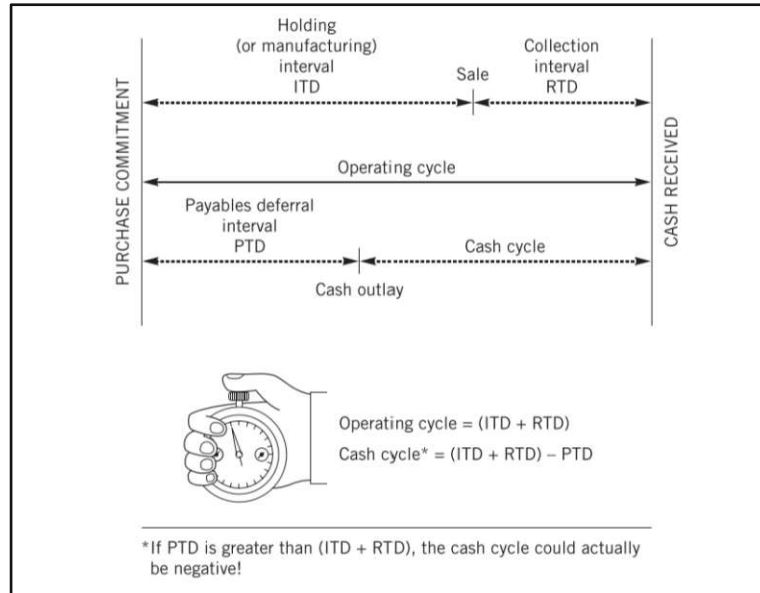 Holding
(or manufacturing)
interval
ITD
Sale
Collection
interval
RTD
PURCHASE COMMITMENT
CASH RECEIVED
Operating cycle
Payables deferral
interval
PTD
Cash cycle
Cash outlay
Operating cycle = (ITD + RTD)
Cash cycle* = (ITD + RTD) – PTD
*If PTD is greater than (ITD + RTD), the cash cycle could actually
be negative!